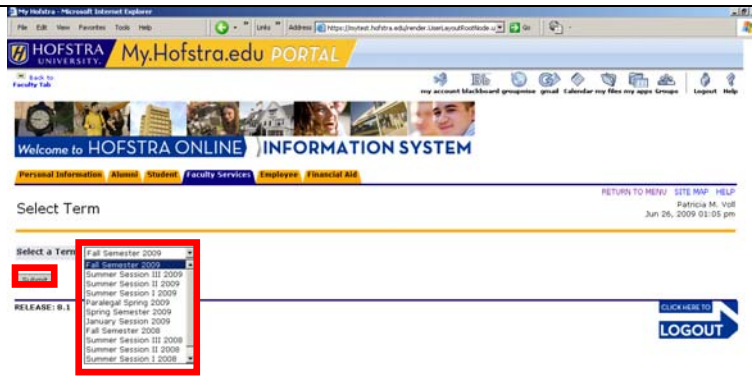 My Hofstra - Microsoft Internet Explorer
File Edit View Favorites Tools Help
Links » Address https://mytest.hofstra.edu/render.UserLayoutRootNode.u Go
HOFSTRA UNIVERSITY. My.Hofstra.edu PORTAL
Back to
Faculty Tab
my account blackboard groupwise gmail Calendar my files my apps Groups Logout Help
Welcome to HOFSTRA ONLINE INFORMATION SYSTEM
Personal Information Alumni Student Faculty Services Employee Financial Aid
RETURN TO MENU SITE MAP HELP
Select Term
Patricia M. Voll
Jun 26, 2009 01:05 pm
Select a Term Fall Semester 2009
Fall Semester 2009
Summer Session III 2009
Summer Session II 2009
Summer Session I 2009
Paralegal Spring 2009
Spring Semester 2009
January Session 2009
Fall Semester 2008
Summer Session III 2008
Summer Session II 2008
Summer Session I 2008
Submit
RELEASE: 8.1
CLICK HERE TO
LOGOUT